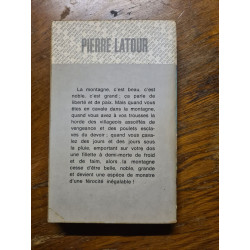 PIERRE LATOUR
La montagne, c'est beau, c'est
noble, c'est grand ; ça parle de
liberté et de paix. Mais quand vous
êtes en cavale dans la montagne,
quand vous avez à vos trousses la
horde des villageois assoiffés de
vengeance et des poulets esclaves
du devoir ; quand vous cavalez
des jours et des jours sous
la pluie, emportant sur votre dos
une fillette à demi-morte de froid
et de faim, alors la montagne
cesse d'être belle, noble, grande
et devient une espèce de monstre
d'une férocité inégalable !